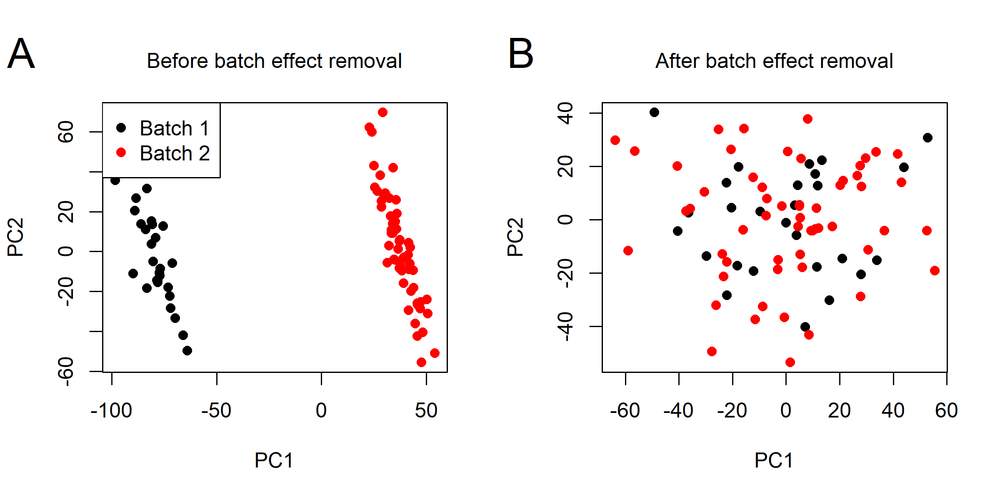 A
Before batch effect removal
Batch 1
Batch 2
60
20
0
-20
-60
PC2
-100 -50 0 50
PC1
B
After batch effect removal
40
20
0
-20
-40
PC2
-60 -40 -20 0 20 40 60
PC1